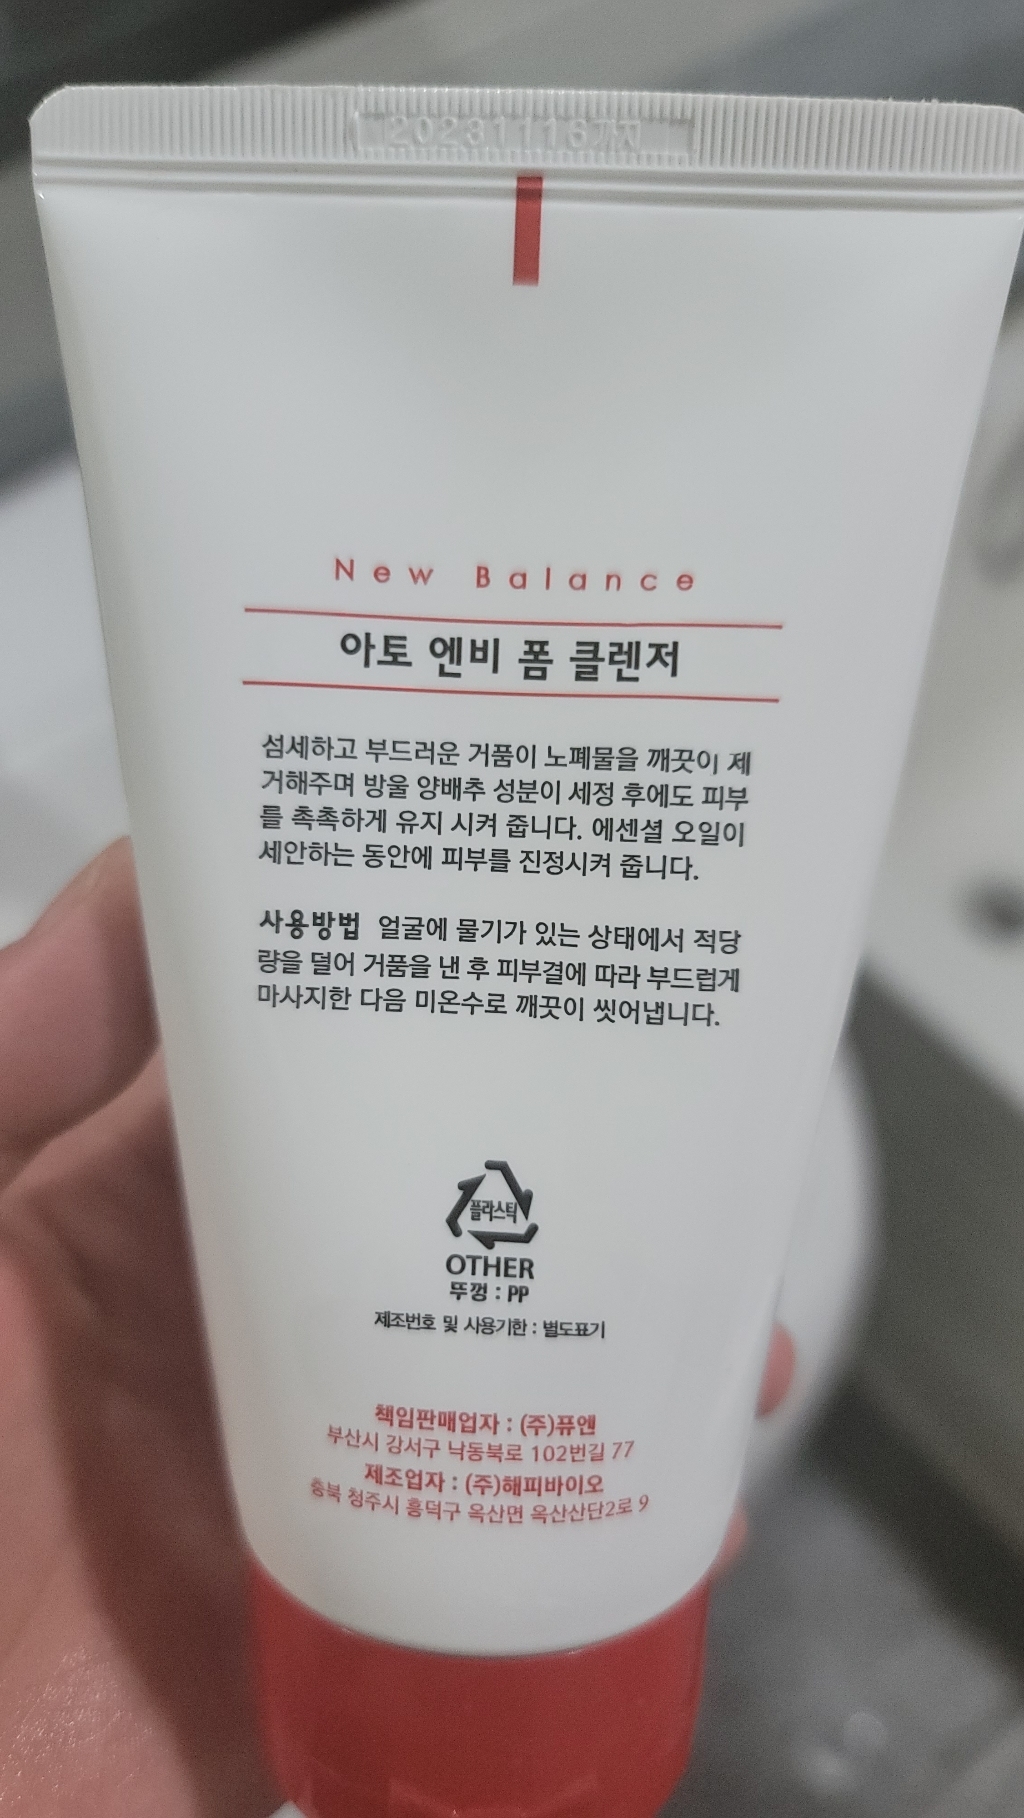 20231116까지
New Balance
아토 엔비 폼 클렌저
섬세하고 부드러운 거품이 노폐물을 깨끗이 제
거해주며 방울 양배추 성분이 세정 후에도 피부
를 촉촉하게 유지 시켜 줍니다. 에센셜 오일이
세안하는 동안에 피부를 진정시켜 줍니다.
사용방법 얼굴에 물기가 있는 상태에서 적당
량을 덜어 거품을 낸 후 피부결에 따라 부드럽게
마사지한 다음 미온수로 깨끗이 씻어냅니다.
플라스틱
OTHER
뚜껑 : PP
제조번호 및 사용기한 : 별도표기
책임판매업자 : (주)퓨앤
부산시 강서구 낙동북로 102번길 77
제조업자 : (주)해피바이오
충북 청주시 흥덕구 옥산면 옥산산단2로 9